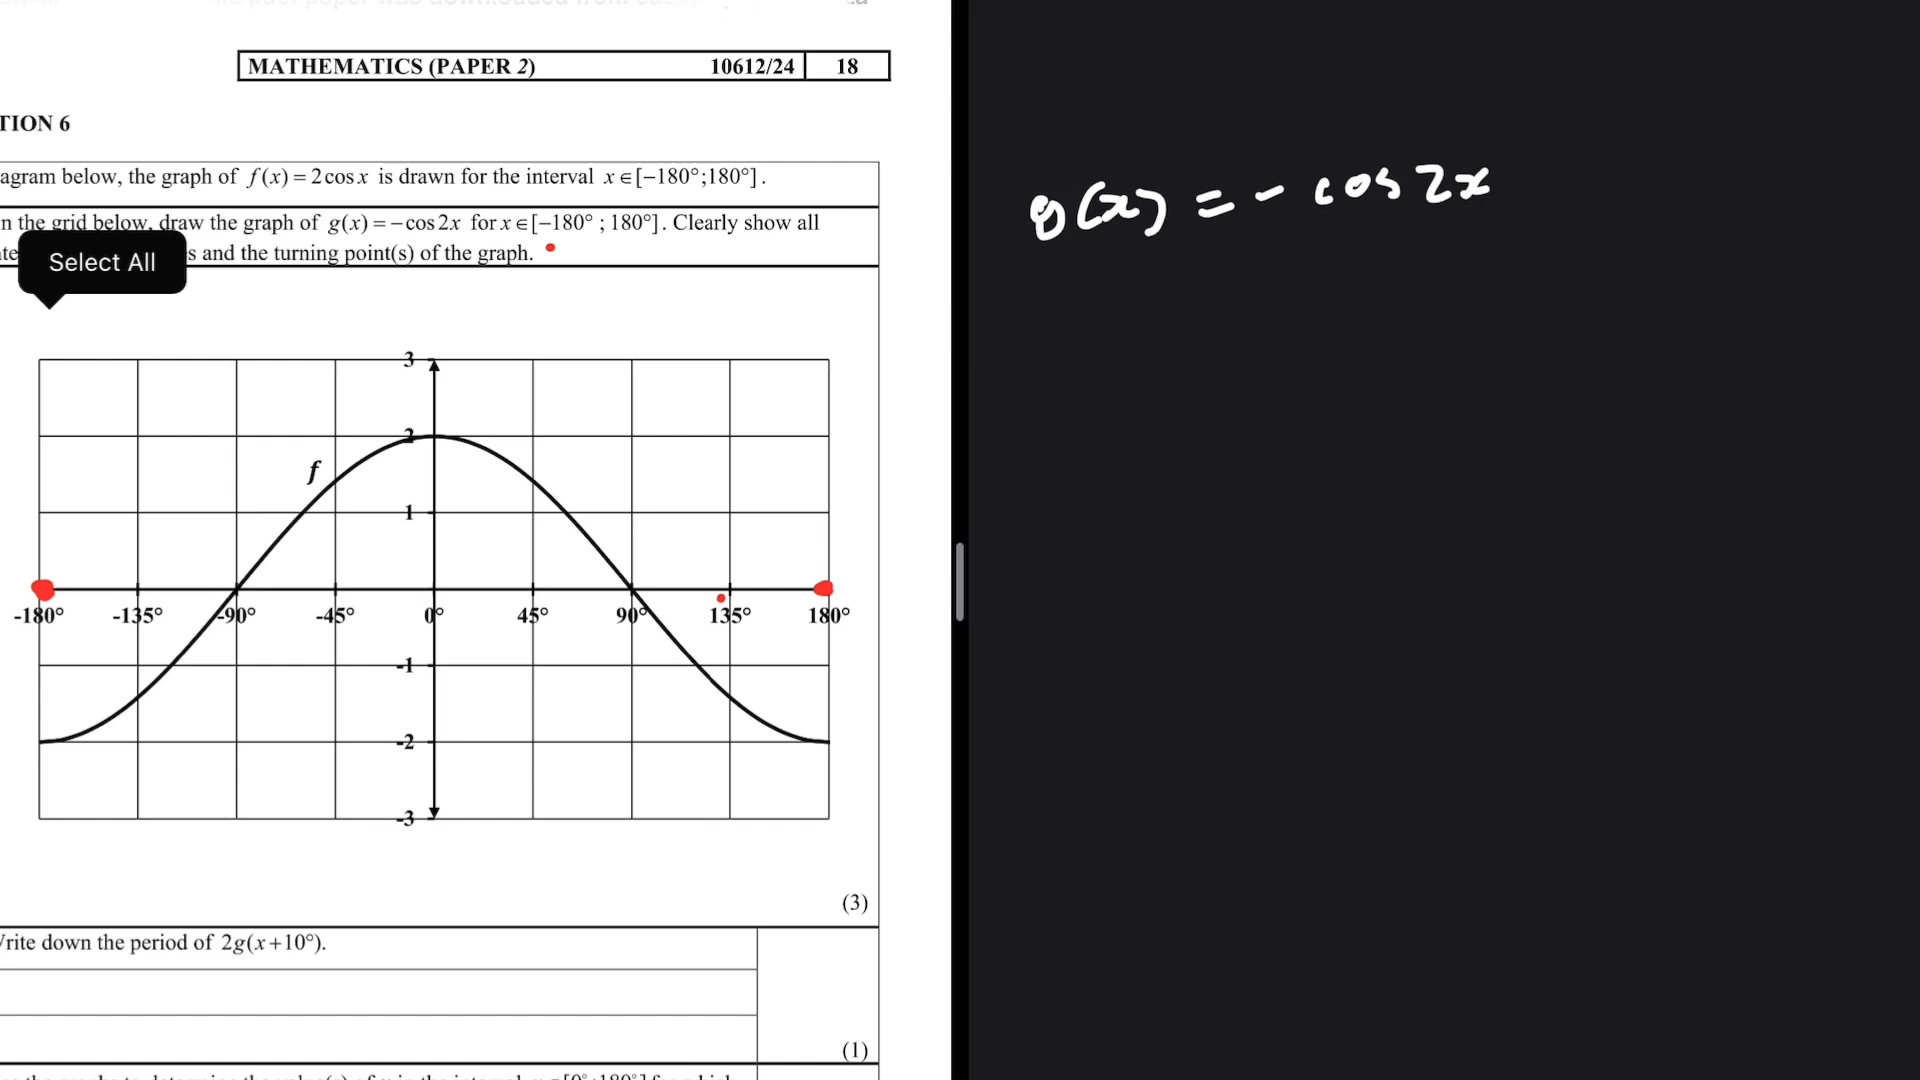 MATHEMATICS (PAPER 2) 10612/24 18
TION 6
agram below, the graph of f(x) = 2cos x is drawn for the interval x ∈ [−180°;180°].
n the grid below, draw the graph of g(x) = −cos 2x for x ∈ [−180° ; 180°]. Clearly show all
s and the turning point(s) of the graph.
Select All
3
2
f
1
-180° -135° -90° -45° 0° 45° 90° 135° 180°
-1
-2
-3
(3)
rite down the period of 2g(x+10°).
(1)
g(x) = - cos 2x